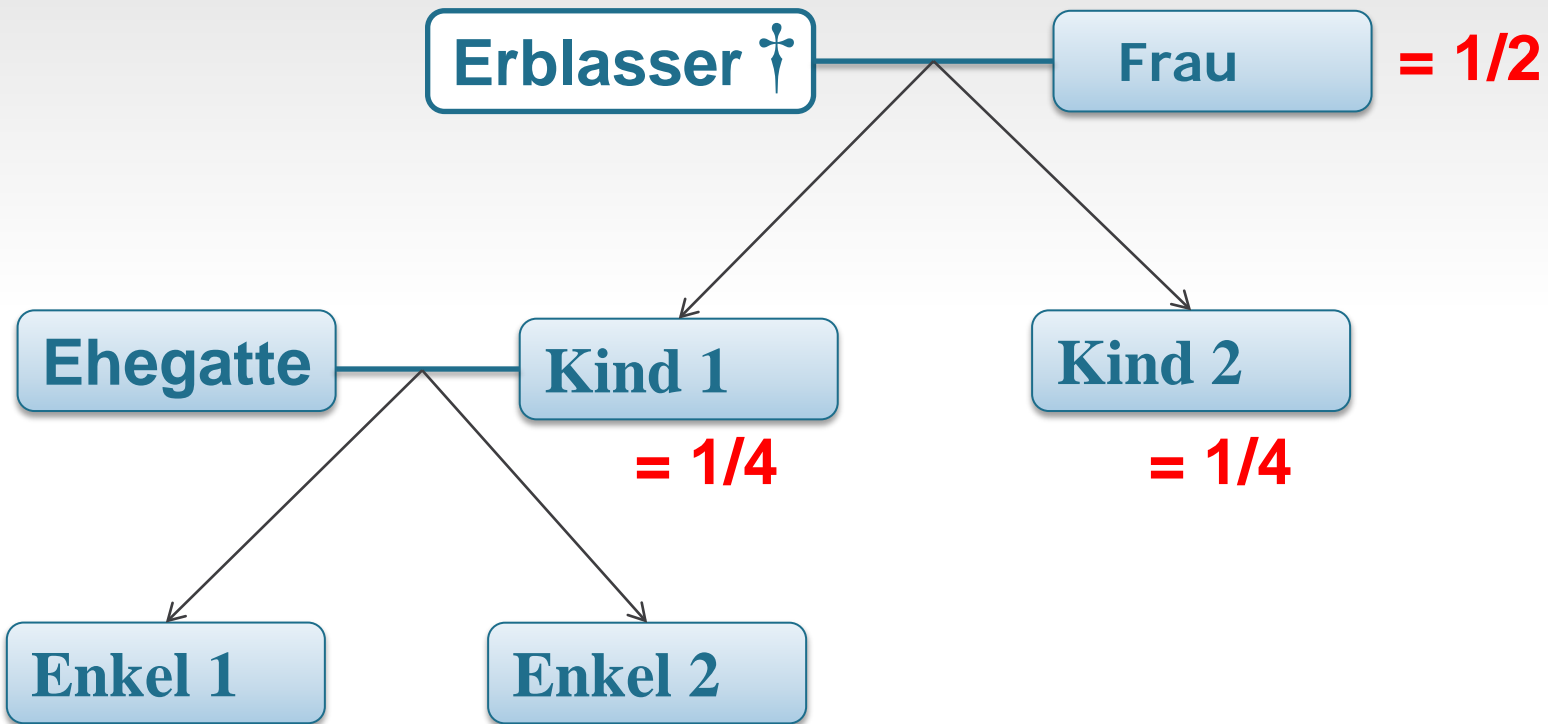 Erblasser †
Frau
= 1/2
Ehegatte
Kind 1
Kind 2
= 1/4
= 1/4
Enkel 1
Enkel 2